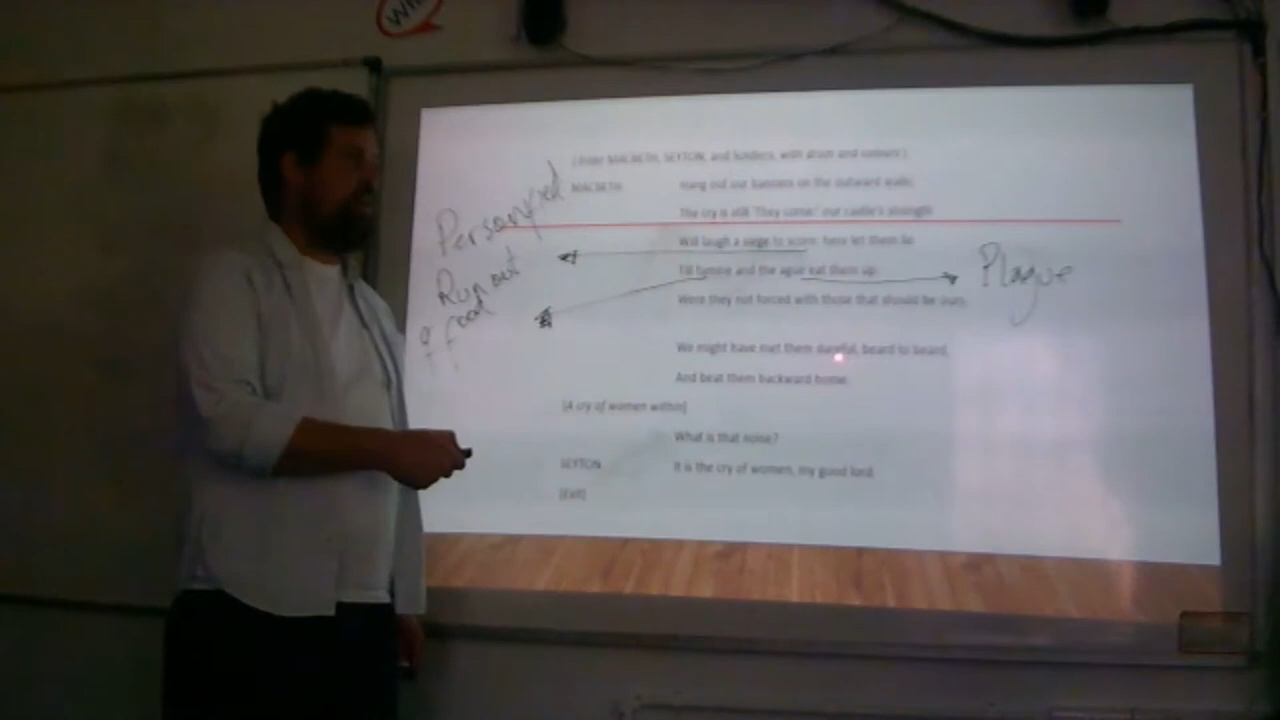 Whi
[Enter MACBETH, SEYTON, and Soldiers, with drum and colours]
MACBETH Hang out our banners on the outward walls;
The cry is still 'They come:' our castle's strength
Will laugh a siege to scorn: here let them lie
Till famine and the ague eat them up:
Were they not forced with those that should be ours,
We might have met them dareful, beard to beard,
And beat them backward home.
[A cry of women within]
What is that noise?
SEYTON It is the cry of women, my good lord.
[Exit]
Personified
Run out
of food
Plague